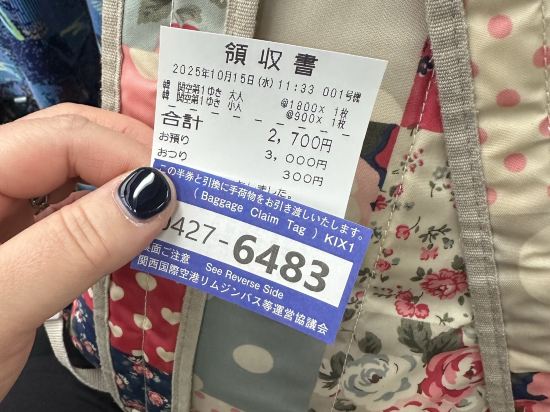 領収書
2025年10月15日(水) 11:33 001号機
韓 関空第1ゆき 大人 @1800× 1枚
韓 関空第1ゆき 小人 @900× 1枚
合計 2,700円
お預り 3,000円
おつり 300円
ました。
この半券と引換に手荷物をお引き渡しいたします。
( Baggage Claim Tag ) KIX1
0427-6483
裏面ご注意 See Reverse Side
関西国際空港リムジンバス等運営協議会